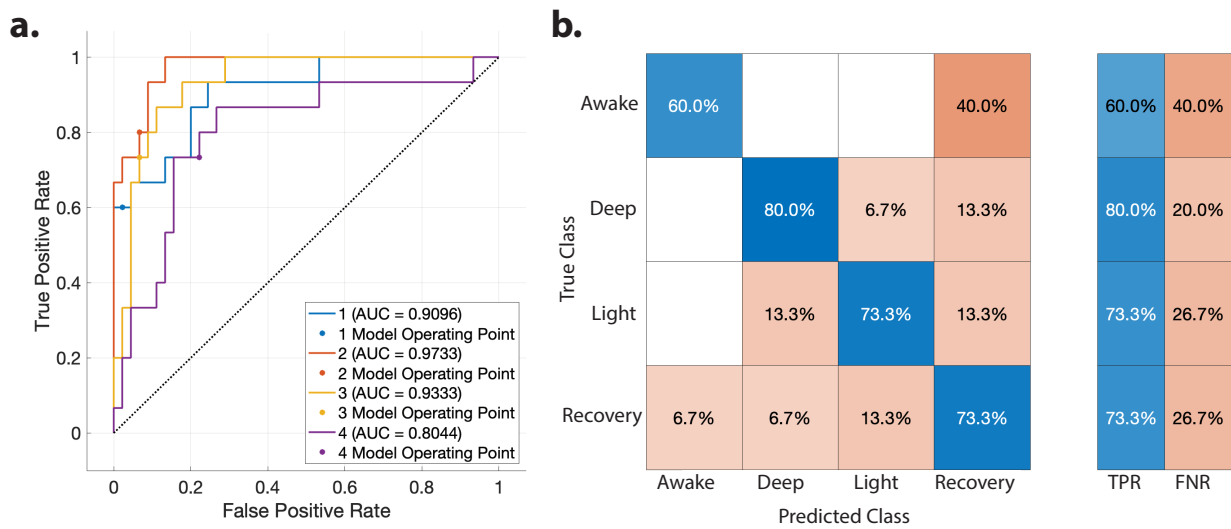 a.
True Positive Rate
1
0.8
0.6
0.4
0.2
0
0
0.2
0.4
0.6
0.8
1
False Positive Rate
1 (AUC = 0.9096)
1 Model Operating Point
2 (AUC = 0.9733)
2 Model Operating Point
3 (AUC = 0.9333)
3 Model Operating Point
4 (AUC = 0.8044)
4 Model Operating Point
b.
True Class
Awake 60.0% 40.0% 60.0% 40.0%
Deep 80.0% 6.7% 13.3% 80.0% 20.0%
Light 13.3% 73.3% 13.3% 73.3% 26.7%
Recovery 6.7% 6.7% 13.3% 73.3% 73.3% 26.7%
Awake Deep Light Recovery TPR FNR
Predicted Class